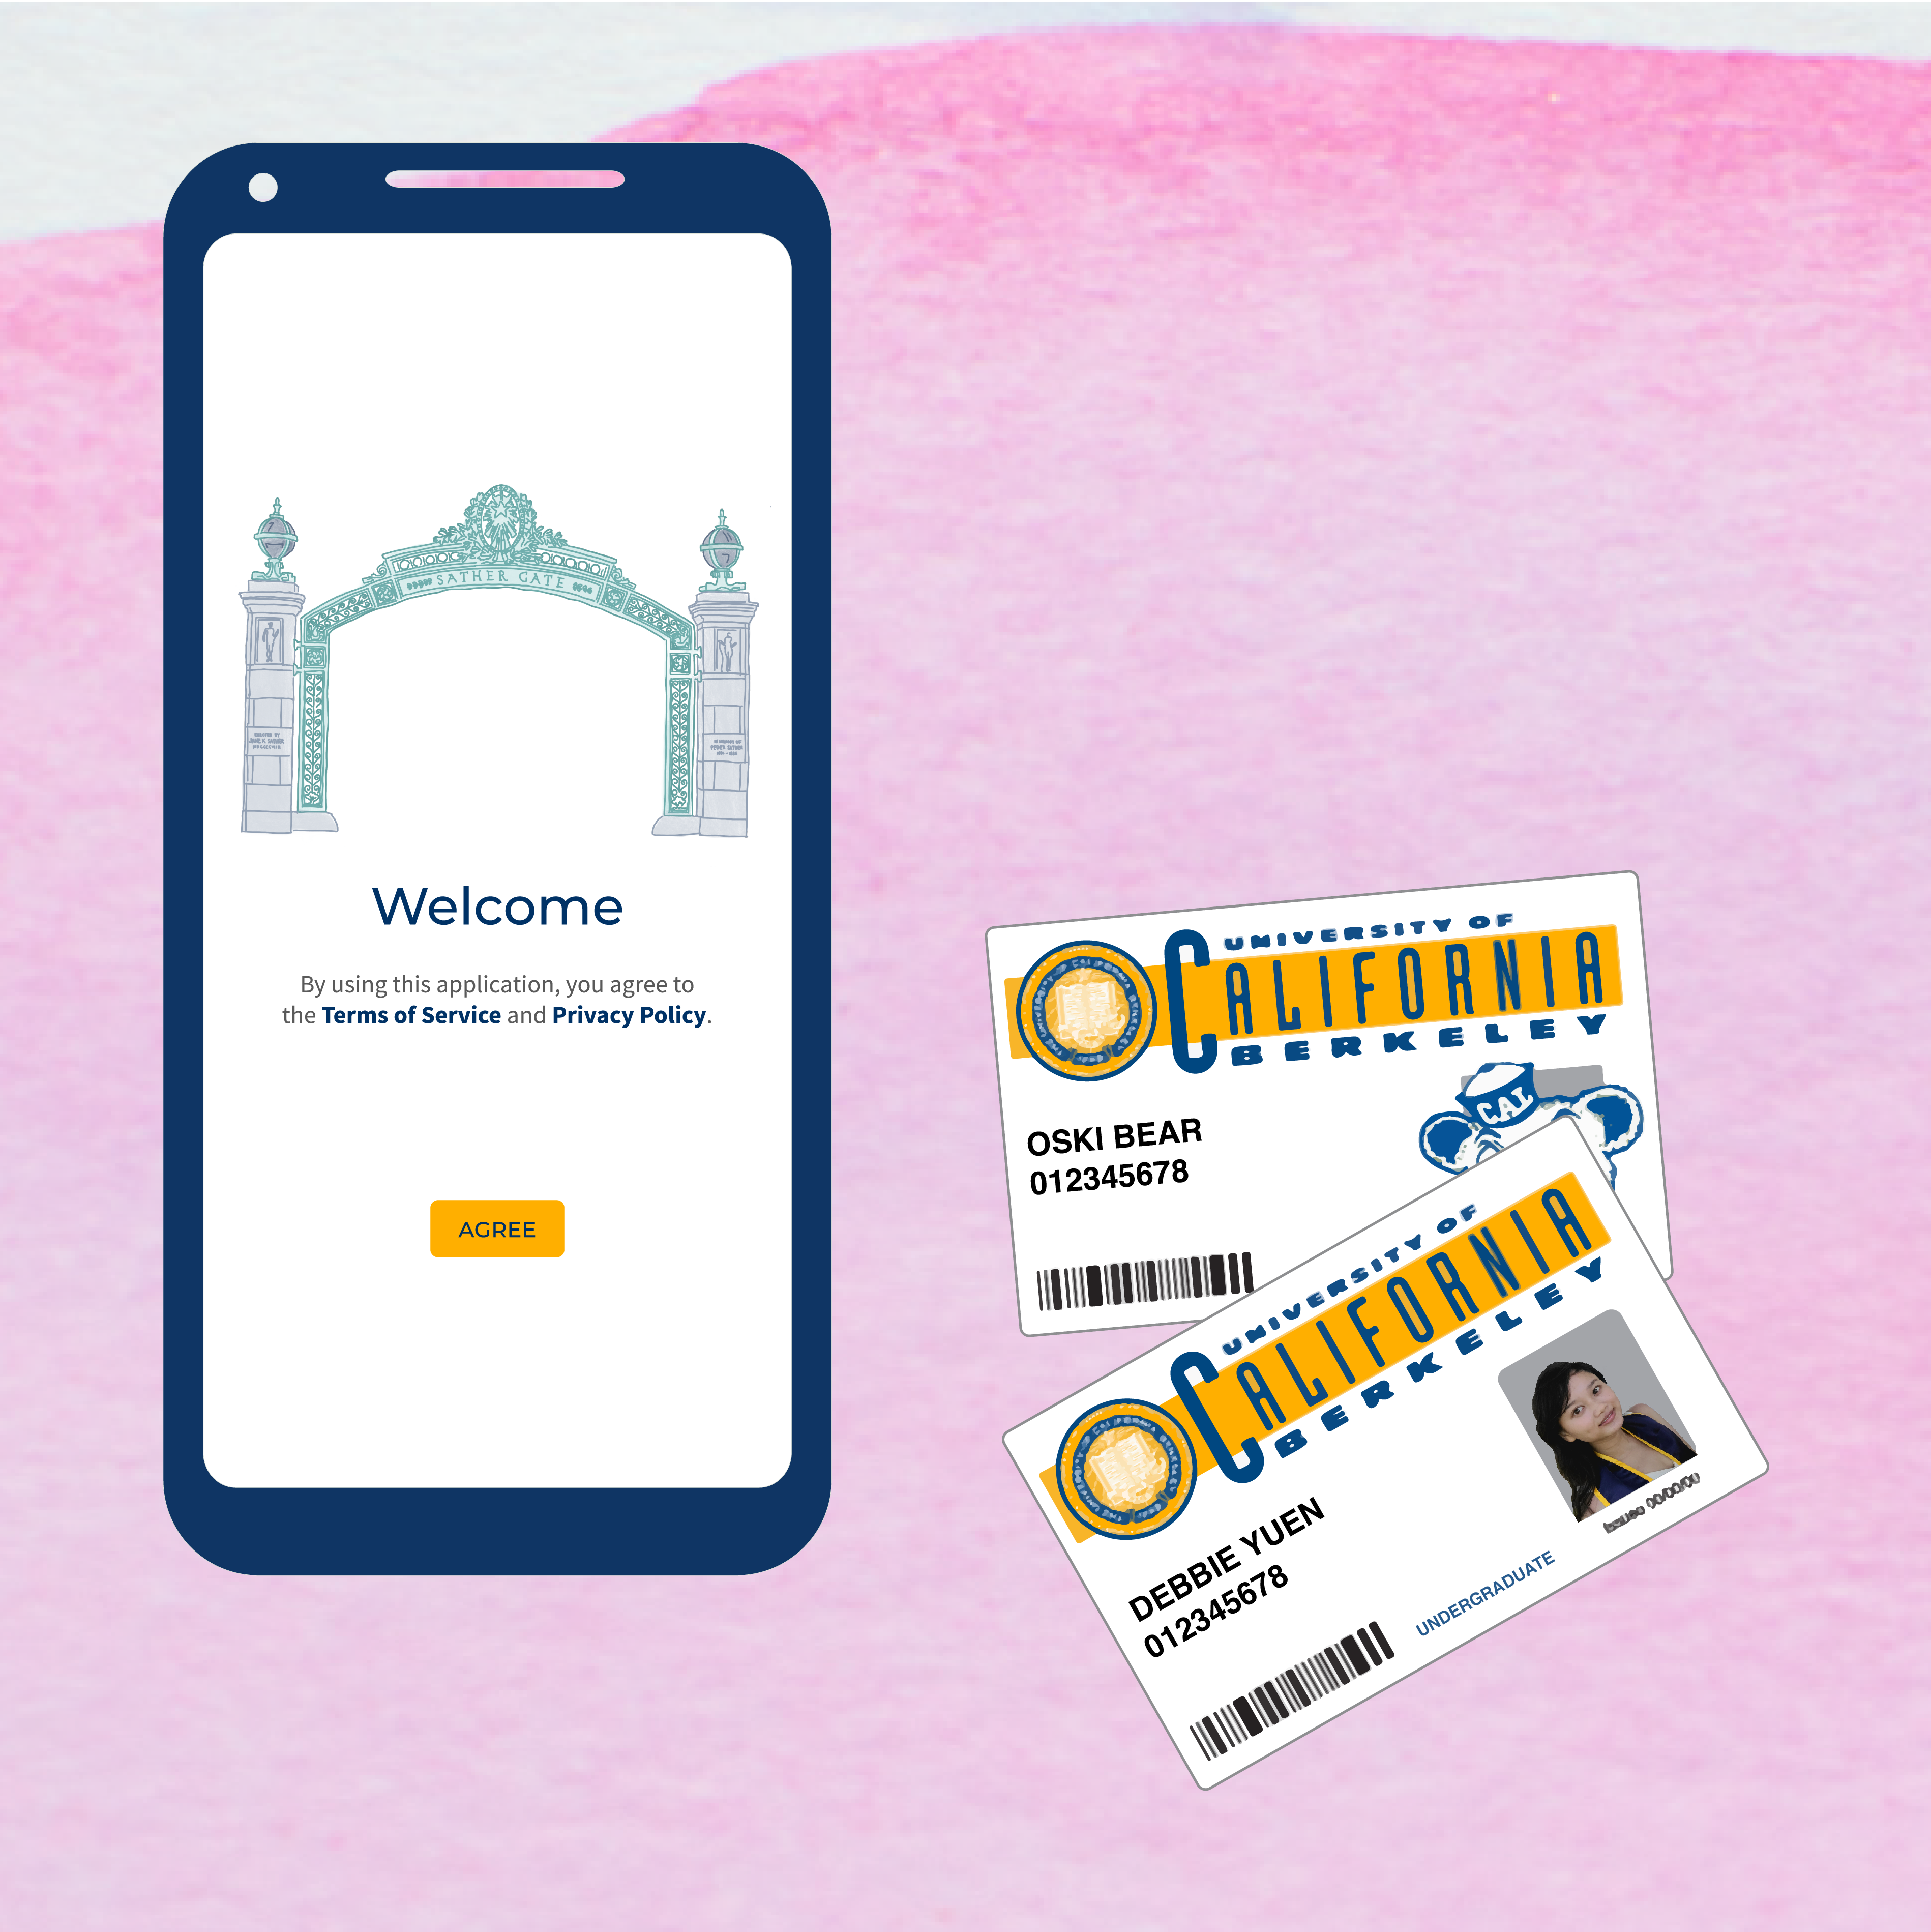 SATHER GATE
Welcome
By using this application, you agree to
the Terms of Service and Privacy Policy.
AGREE
UNIVERSITY OF
CALIFORNIA
BERKELEY
CAL
OSKI BEAR
012345678
UNIVERSITY OF
CALIFORNIA
BERKELEY
DEBBIE YUEN
012345678
Issued 00/00/00
UNDERGRADUATE